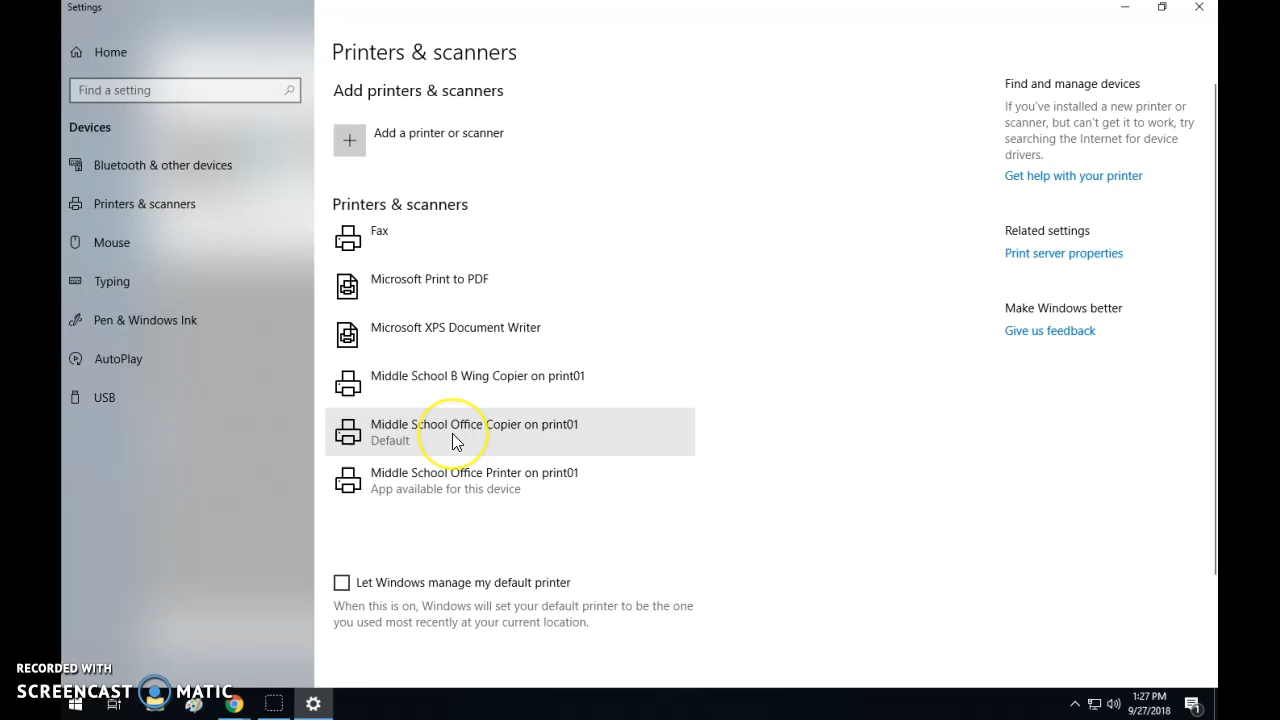 Settings
Home
Find a setting
Devices
Bluetooth & other devices
Printers & scanners
Mouse
Typing
Pen & Windows Ink
AutoPlay
USB
Printers & scanners
Add printers & scanners
Add a printer or scanner
Printers & scanners
Fax
Microsoft Print to PDF
Microsoft XPS Document Writer
Middle School B Wing Copier on print01
Middle School Office Copier on print01
Default
Middle School Office Printer on print01
App available for this device
Let Windows manage my default printer
When this is on, Windows will set your default printer to be the one
you used most recently at your current location.
Find and manage devices
If you've installed a new printer or
scanner, but can't get it to work, try
searching the Internet for device
drivers.
Get help with your printer
Related settings
Print server properties
Make Windows better
Give us feedback
RECORDED WITH
SCREENCAST MATIC
1:27 PM
9/27/2018
1